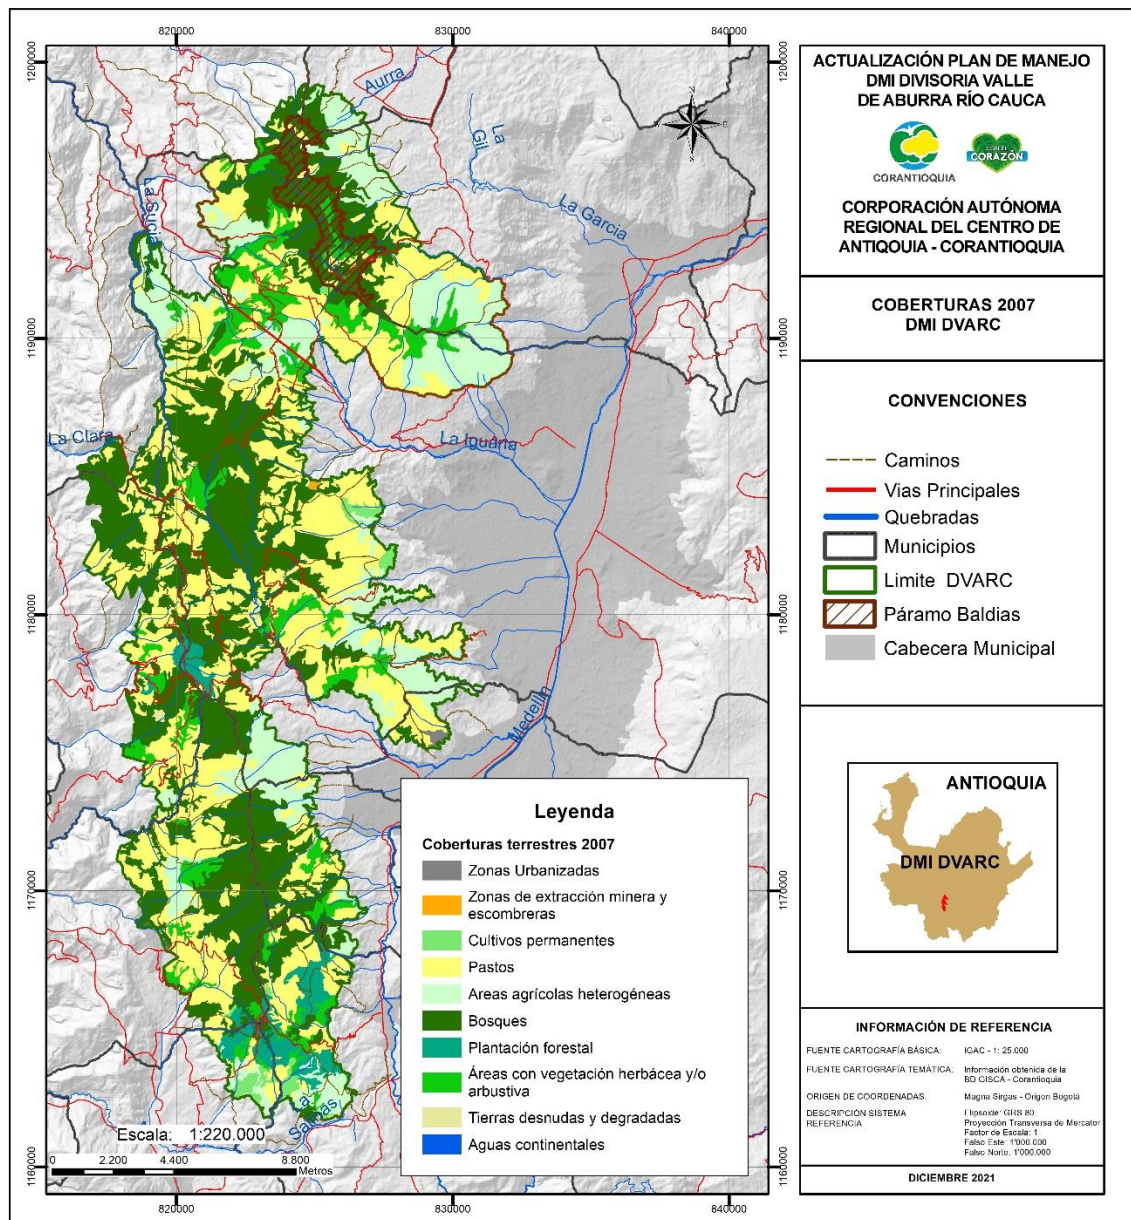 820000
830000
840000
1200000
1190000
1180000
1170000
1160000
Aurra
La Gil
La Garcia
La Sucia
La Clara
La Iguaná
Medellín
N
E
S
Escala: 1:220.000
0 2.200 4.400 8.800
Metros
820000
830000
840000
Leyenda
Coberturas terrestres 2007
Zonas Urbanizadas
Zonas de extracción minera y
escombreras
Cultivos permanentes
Pastos
Areas agrícolas heterogéneas
Bosques
Plantación forestal
Áreas con vegetación herbácea y/o
arbustiva
Tierras desnudas y degradadas
Aguas continentales
ACTUALIZACIÓN PLAN DE MANEJO
DMI DIVISORIA VALLE
DE ABURRA RÍO CAUCA
CORANTIOQUIA
CON EL
CORAZÓN
CORPORACIÓN AUTÓNOMA
REGIONAL DEL CENTRO DE
ANTIQOUIA - CORANTIOQUIA
COBERTURAS 2007
DMI DVARC
CONVENCIONES
Caminos
Vias Principales
Quebradas
Municipios
Limite DVARC
Páramo Baldias
Cabecera Municipal
ANTIOQUIA
DMI DVARC
INFORMACIÓN DE REFERENCIA
FUENTE CARTOGRAFÍA BÁSICA: IGAC - 1: 25.000
FUENTE CARTOGRAFÍA TEMÁTICA: Información obtenida de la
BD CISCA - Corantioquia
ORIGEN DE COORDENADAS. Magna Sirgas - Origen Bogotá
DESCRIPCIÓN SISTEMA
REFERENCIA
Elipsoide: GRS 80
Proyección Transversa de Mercator
Factor de Escala: 1
Falso Este: 1'000.000
Falso Norte: 1'000.000
DICIEMBRE 2021